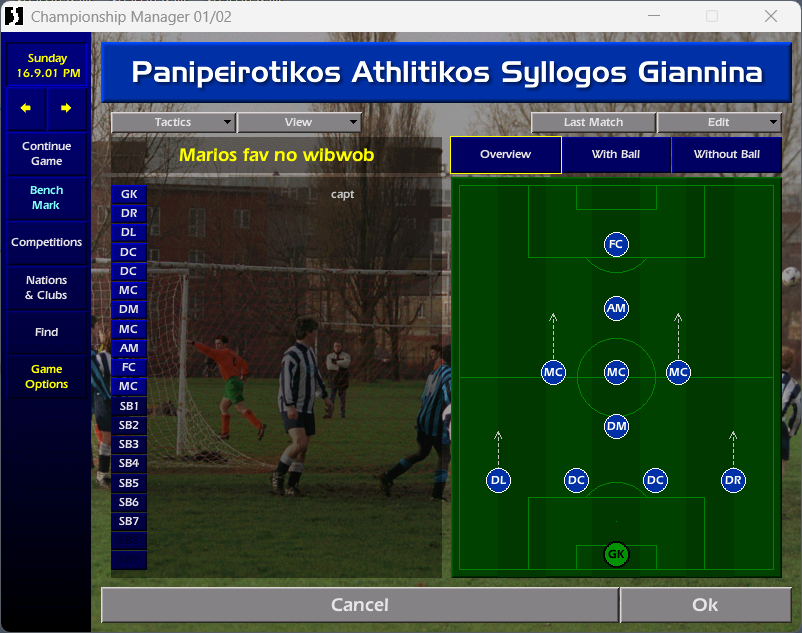 Championship Manager 01/02
Sunday
16.9.01 PM
Continue
Game
Bench
Mark
Competitions
Nations
& Clubs
Find
Game
Options
Panipeirotikos Athlitikos Syllogos Giannina
Tactics
View
Last Match
Edit
Marios fav no wibwob
Overview
With Ball
Without Ball
GK capt
DR
DL
DC
DC
MC
DM
MC
AM
FC
MC
SB1
SB2
SB3
SB4
SB5
SB6
SB7
FC
AM
MC MC MC
DM
DL DC DC DR
GK
Cancel
Ok